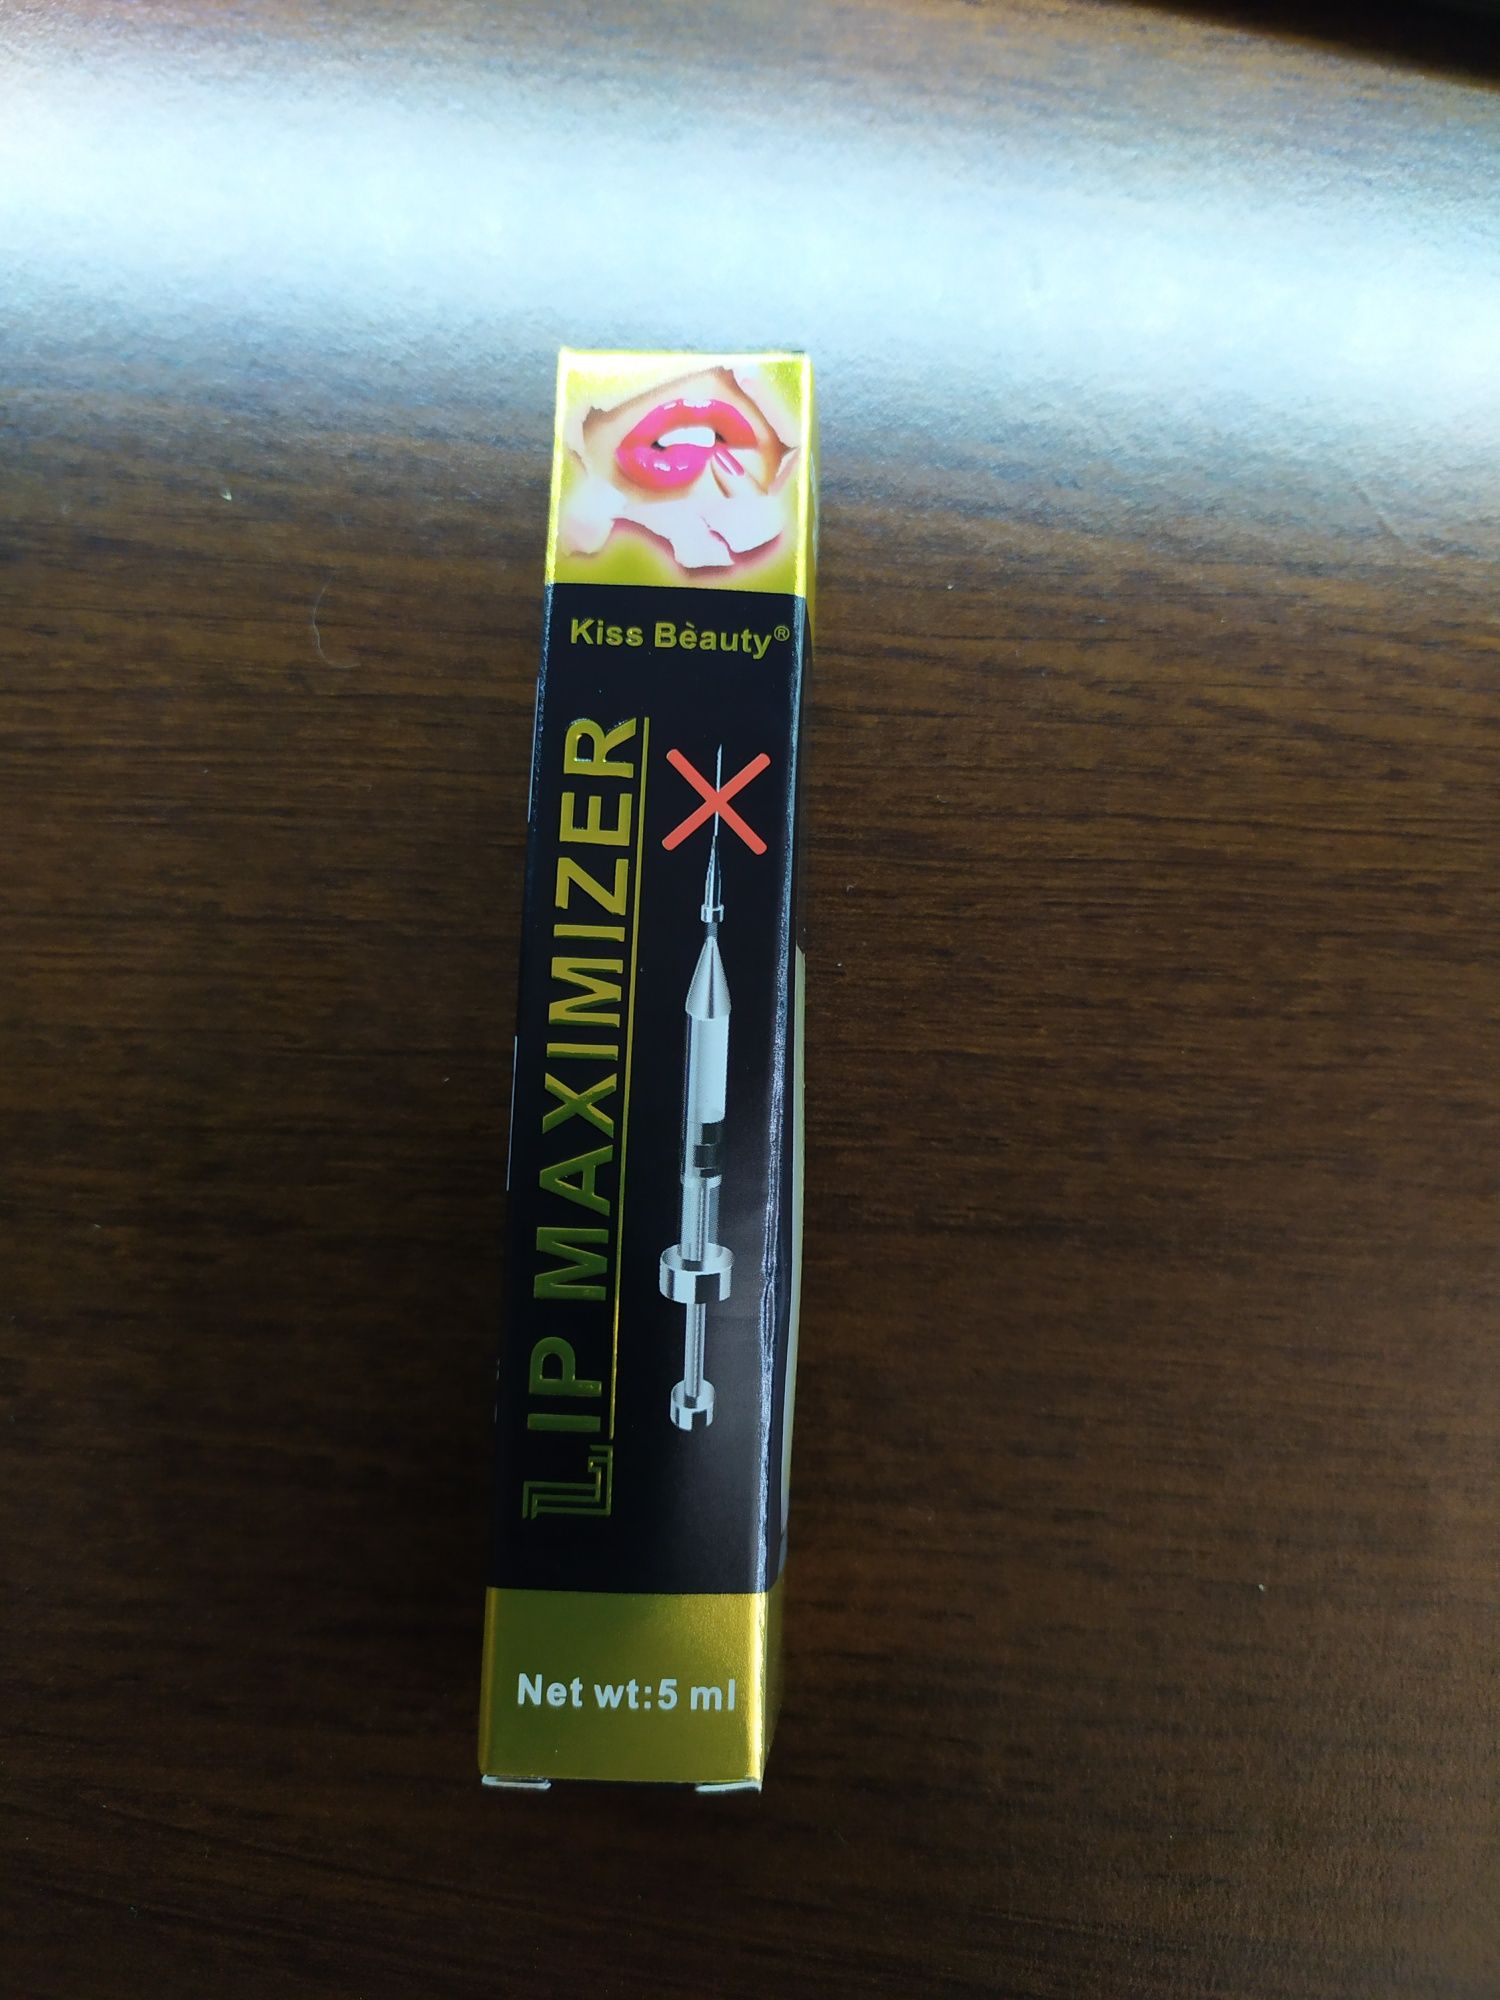 Kiss Bèauty®
LIP MAXIMIZER
Net wt:5 ml